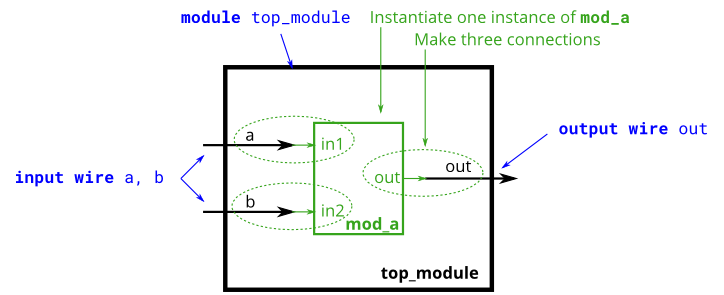 module top_module
Instantiate one instance of mod_a
Make three connections
output wire out
a
in1
out
out
input wire a, b
b
in2
mod_a
top_module